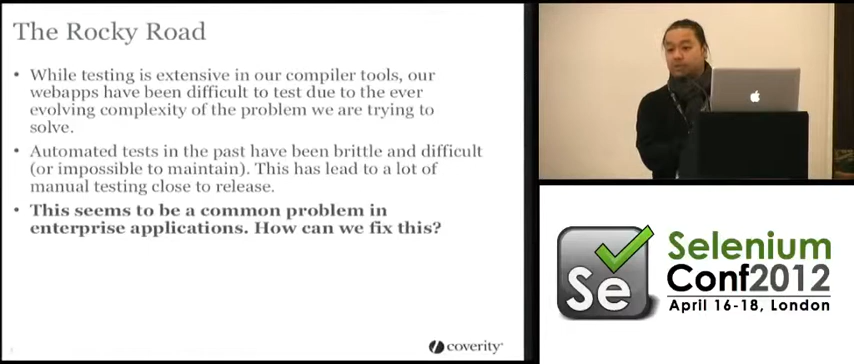 The Rocky Road
• While testing is extensive in our compiler tools, our
webapps have been difficult to test due to the ever
evolving complexity of the problem we are trying to
solve.
• Automated tests in the past have been brittle and difficult
(or impossible to maintain). This has lead to a lot of
manual testing close to release.
• This seems to be a common problem in
enterprise applications. How can we fix this?
coverity
Se
Selenium
Conf2012
April 16-18, London